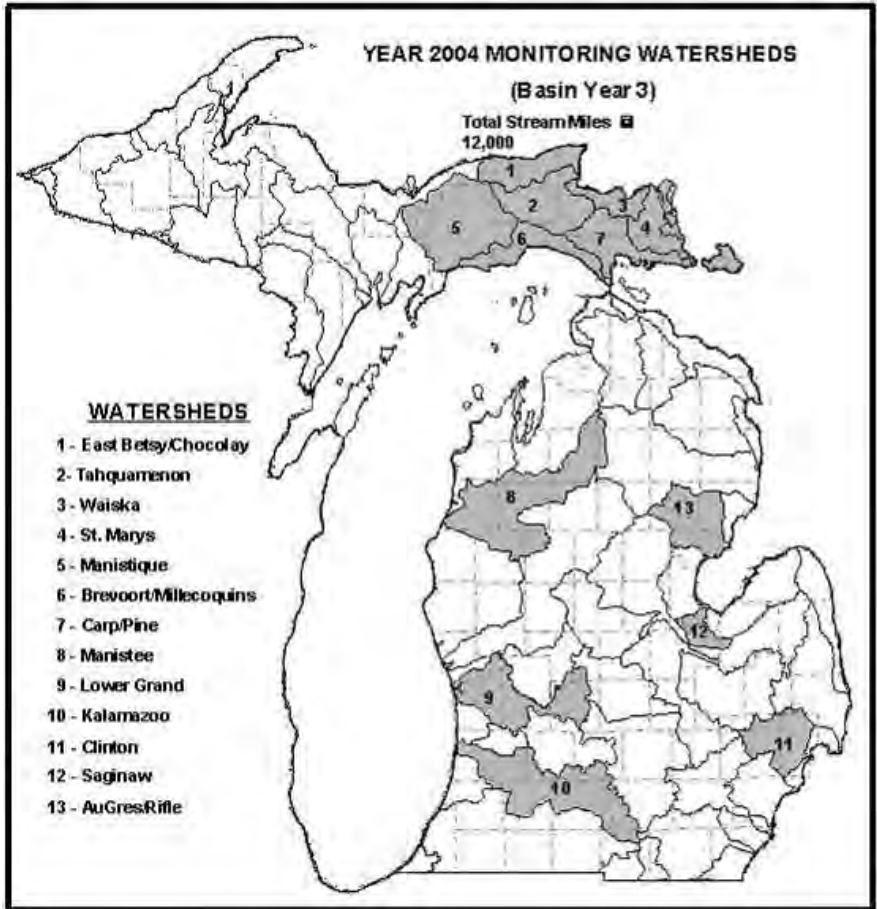 YEAR 2004 MONITORING WATERSHEDS
(Basin Year 3)
Total Stream Miles
12,000
1
2
3
4
5
6
7
WATERSHEDS
1 - East Betsy/Chocolay
2- Tahquamenon
3 - Waiska
4 - St. Marys
5 - Manistique
6 - Brevoort/Millecoquins
7 - Carp/Pine
8 - Manistee
9 - Lower Grand
10 - Kalamazoo
11 - Clinton
12 - Saginaw
13 - AuGres/Rifle
8
13
12
9
11
10